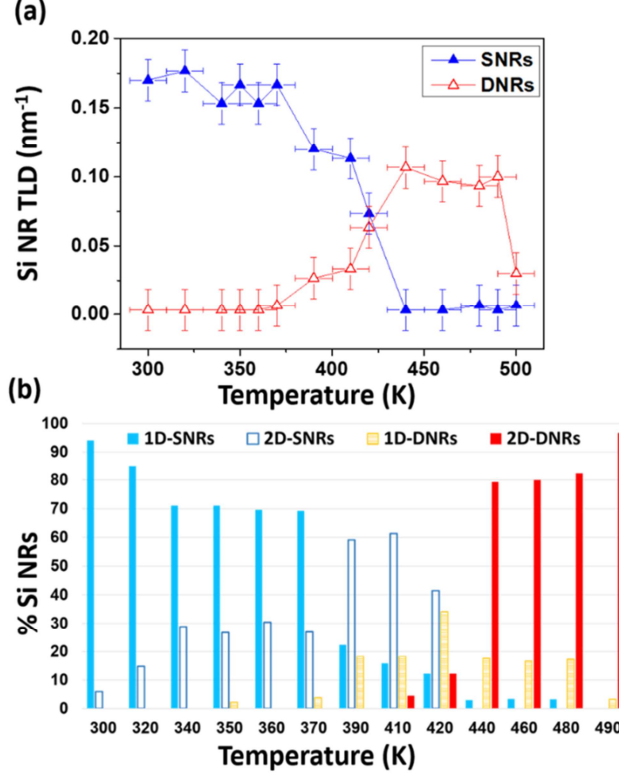 (a)
0.20
SNRs
DNRs
0.15
0.10
0.05
0.00
Si NR TLD (nm⁻¹)
300 350 400 450 500
Temperature (K)
(b)
100
90
80
70
60
50
40
30
20
10
0
1D-SNRs 2D-SNRs 1D-DNRs 2D-DNRs
% Si NRs
300 320 340 350 360 370 390 410 420 440 460 480 490
Temperature (K)